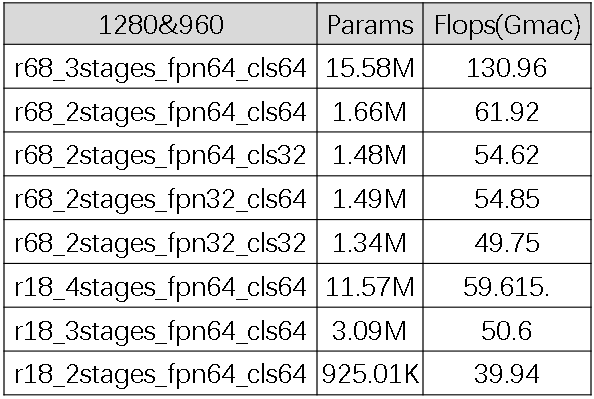 1280&960 Params Flops(Gmac)
r68_3stages_fpn64_cls64 15.58M 130.96
r68_2stages_fpn64_cls64 1.66M 61.92
r68_2stages_fpn64_cls32 1.48M 54.62
r68_2stages_fpn32_cls64 1.49M 54.85
r68_2stages_fpn32_cls32 1.34M 49.75
r18_4stages_fpn64_cls64 11.57M 59.615.
r18_3stages_fpn64_cls64 3.09M 50.6
r18_2stages_fpn64_cls64 925.01K 39.94